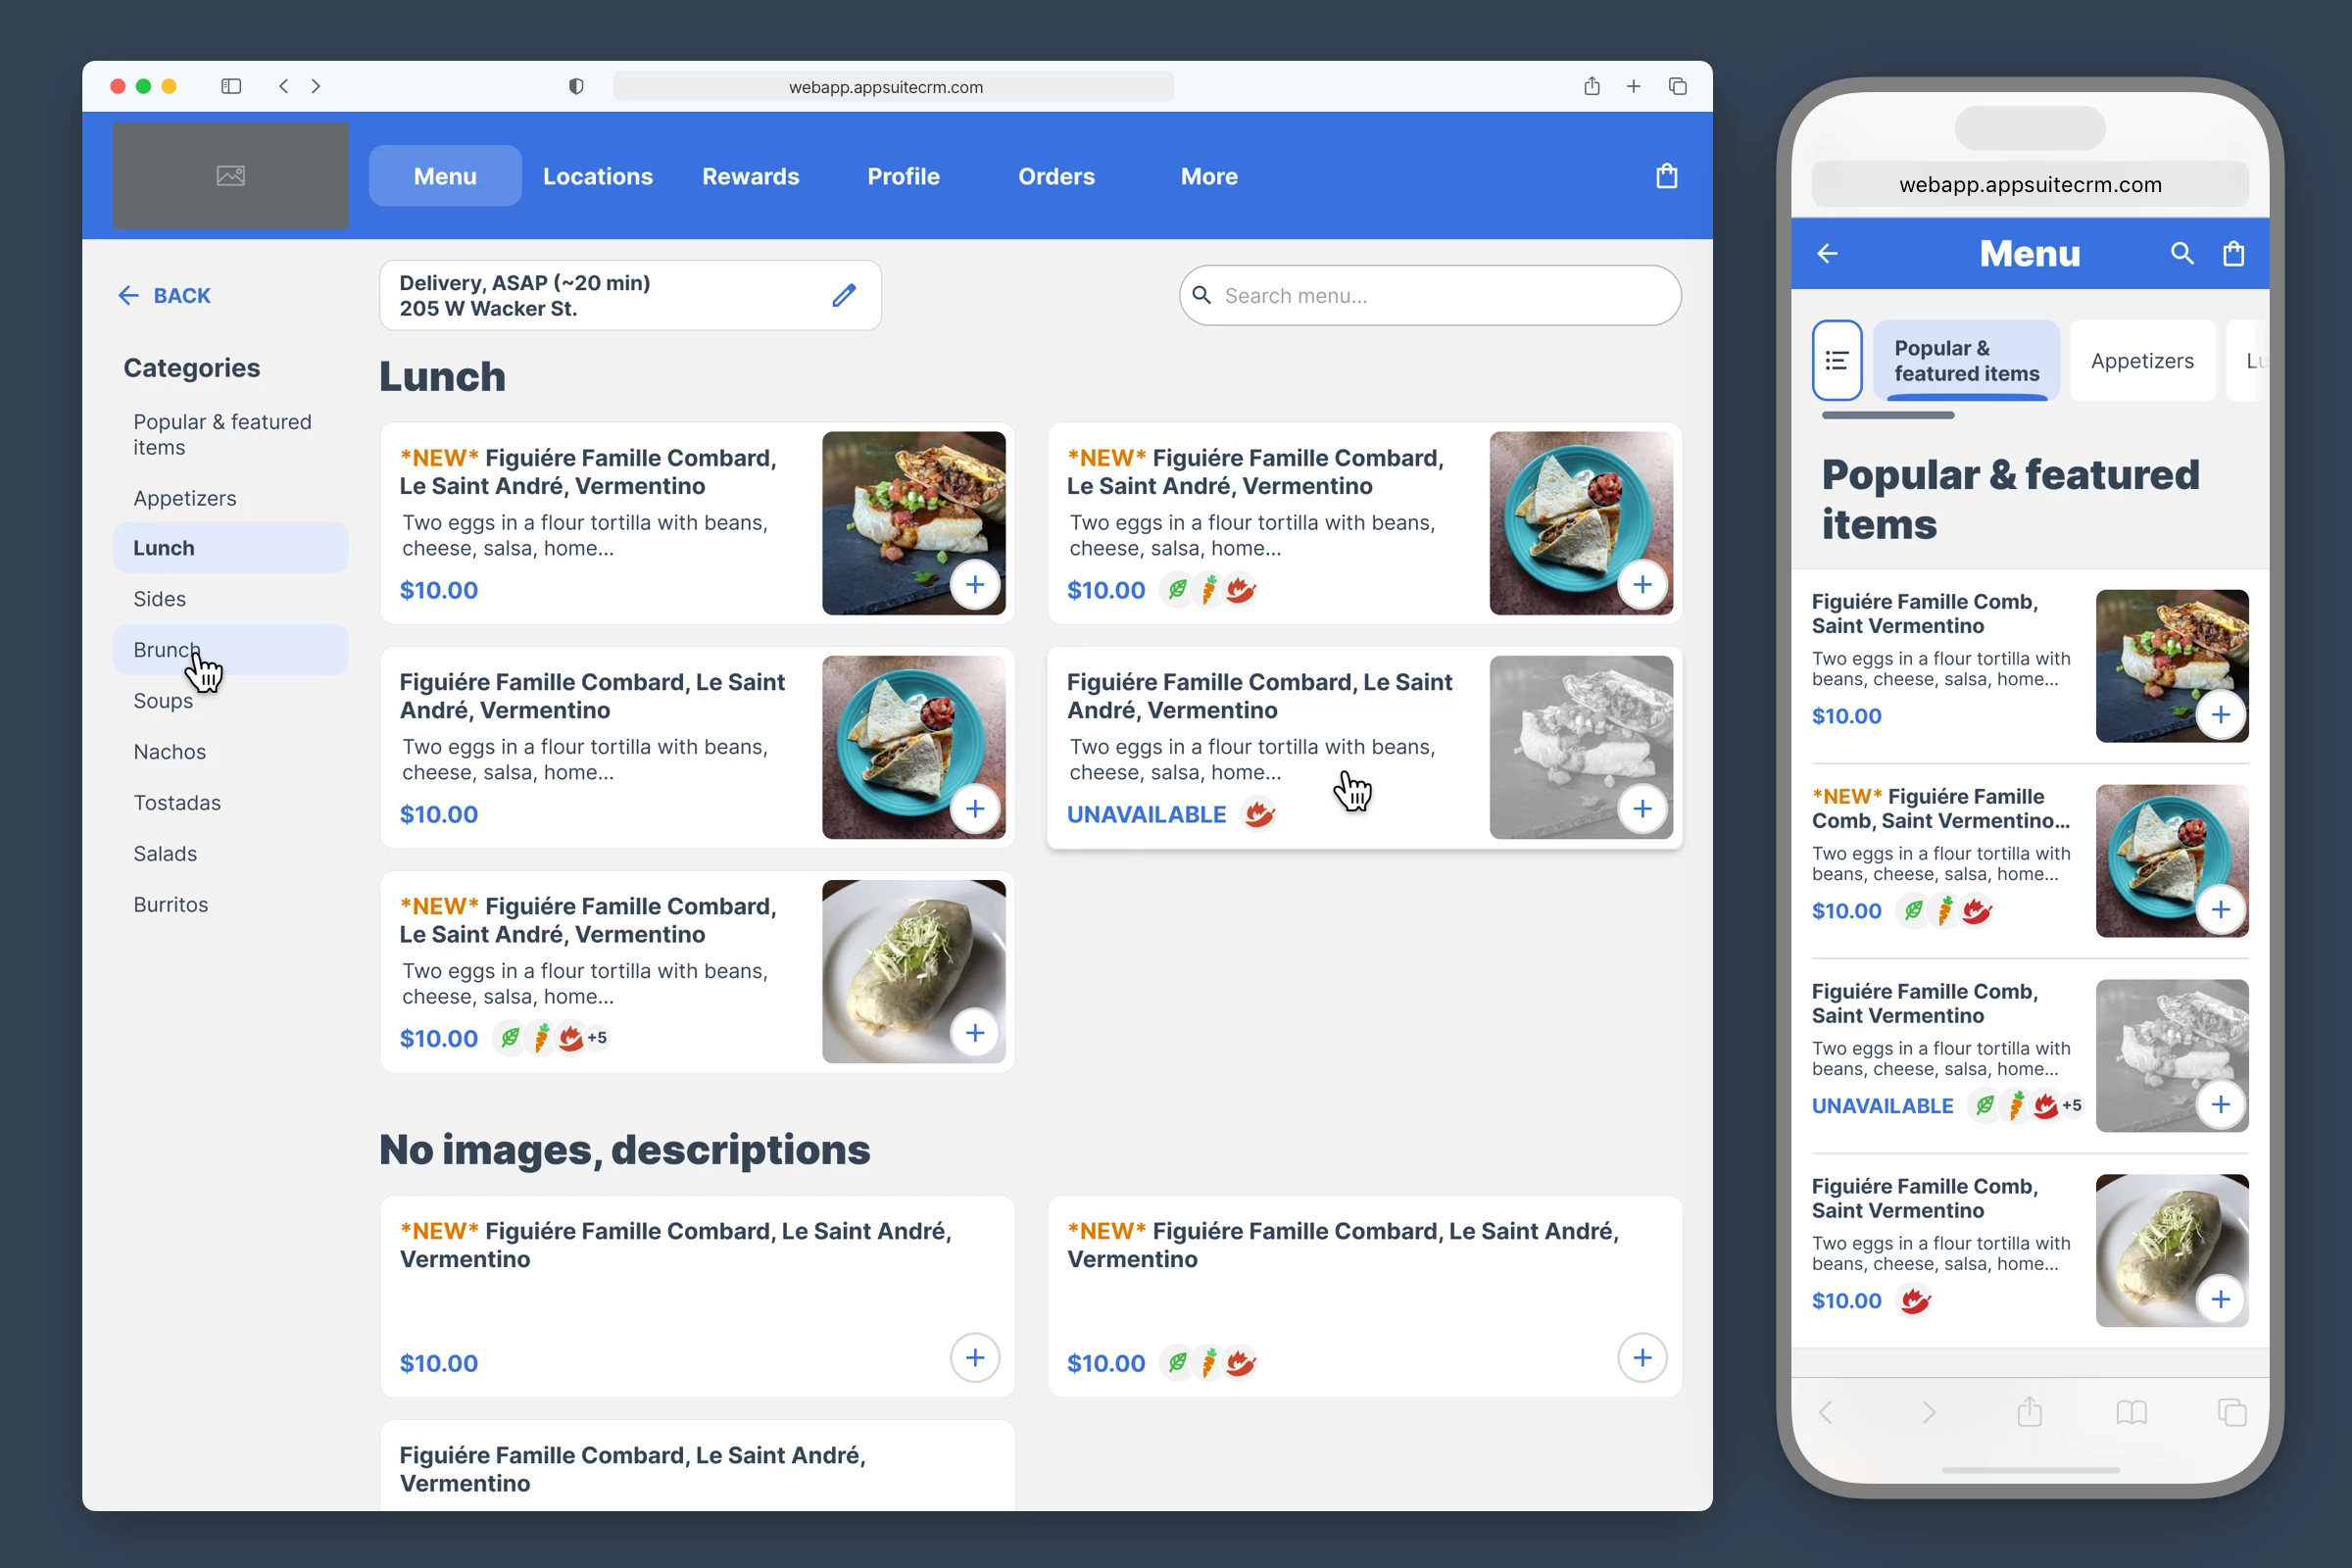 webapp.appsuitecrm.com
Menu
Locations
Rewards
Profile
Orders
More
BACK
Delivery, ASAP (~20 min)
205 W Wacker St.
Search menu...
Categories
Popular & featured
items
Appetizers
Lunch
Sides
Brunch
Soups
Nachos
Tostadas
Salads
Burritos
Lunch
*NEW* Figuiére Famille Combard,
Le Saint André, Vermentino
Two eggs in a flour tortilla with beans,
cheese, salsa, home...
$10.00
*NEW* Figuiére Famille Combard,
Le Saint André, Vermentino
Two eggs in a flour tortilla with beans,
cheese, salsa, home...
$10.00
Figuiére Famille Combard, Le Saint
André, Vermentino
Two eggs in a flour tortilla with beans,
cheese, salsa, home...
$10.00
Figuiére Famille Combard, Le Saint
André, Vermentino
Two eggs in a flour tortilla with beans,
cheese, salsa, home...
UNAVAILABLE
*NEW* Figuiére Famille Combard,
Le Saint André, Vermentino
Two eggs in a flour tortilla with beans,
cheese, salsa, home...
$10.00 +5
No images, descriptions
*NEW* Figuiére Famille Combard, Le Saint André,
Vermentino
$10.00
*NEW* Figuiére Famille Combard, Le Saint André,
Vermentino
$10.00
Figuiére Famille Combard, Le Saint André,
Vermentino
webapp.appsuitecrm.com
Menu
Popular &
featured items
Appetizers
Lu
Popular & featured
items
Figuiére Famille Comb,
Saint Vermentino
Two eggs in a flour tortilla with
beans, cheese, salsa, home...
$10.00
*NEW* Figuiére Famille
Comb, Saint Vermentino...
Two eggs in a flour tortilla with
beans, cheese, salsa, home...
$10.00
Figuiére Famille Comb,
Saint Vermentino
Two eggs in a flour tortilla with
beans, cheese, salsa, home...
UNAVAILABLE +5
Figuiére Famille Comb,
Saint Vermentino
Two eggs in a flour tortilla with
beans, cheese, salsa, home...
$10.00